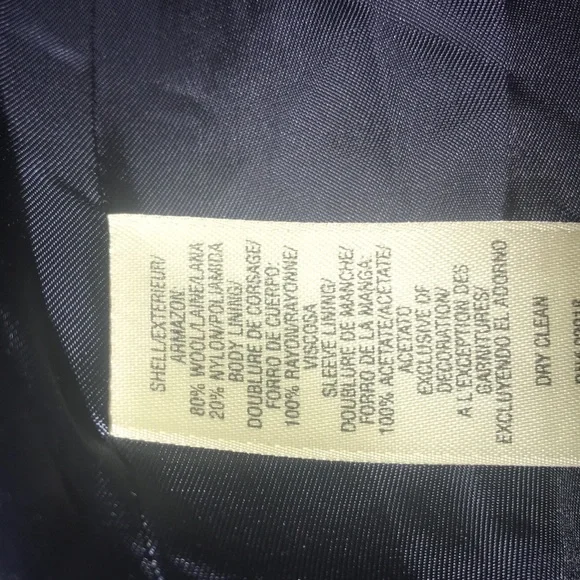 SHELL/EXTERIEUR/
ARMAZON:
80% WOOL/LAINE/LANA
20% NYLON/POLIAMIDA
BODY LINING/
DOUBLURE DE CORSAGE/
FORRO DE CUERPO:
100% RAYON/RAYONNE/
VISCOSA
SLEEVE LINING/
DOUBLURE DE MANCHE/
FORRO DE LA MANGA:
100% ACETATE/ACETATE/
ACETATO
EXCLUSIVE OF
DECORATION/
A L'EXCEPTION DES
GARNITURES/
EXCLUYENDO EL ADORNO
DRY CLEAN